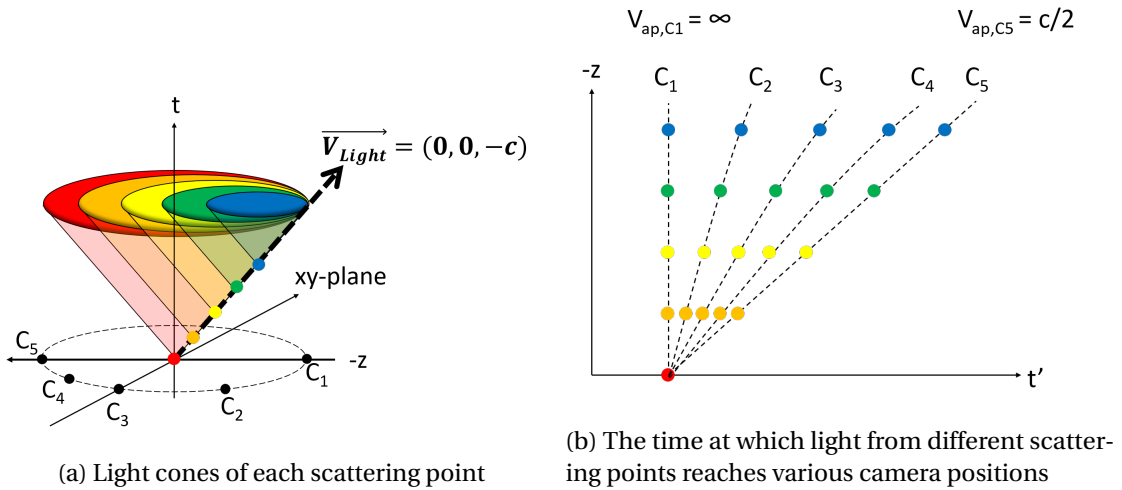 t
V⃗_Light = (0, 0, −c)
xy-plane
C₅
-z
C₁
C₄
C₃
C₂
(a) Light cones of each scattering point
V_ap,C1 = ∞
V_ap,C5 = c/2
-z
C₁
C₂
C₃
C₄
C₅
t’
(b) The time at which light from different scatter-
ing points reaches various camera positions